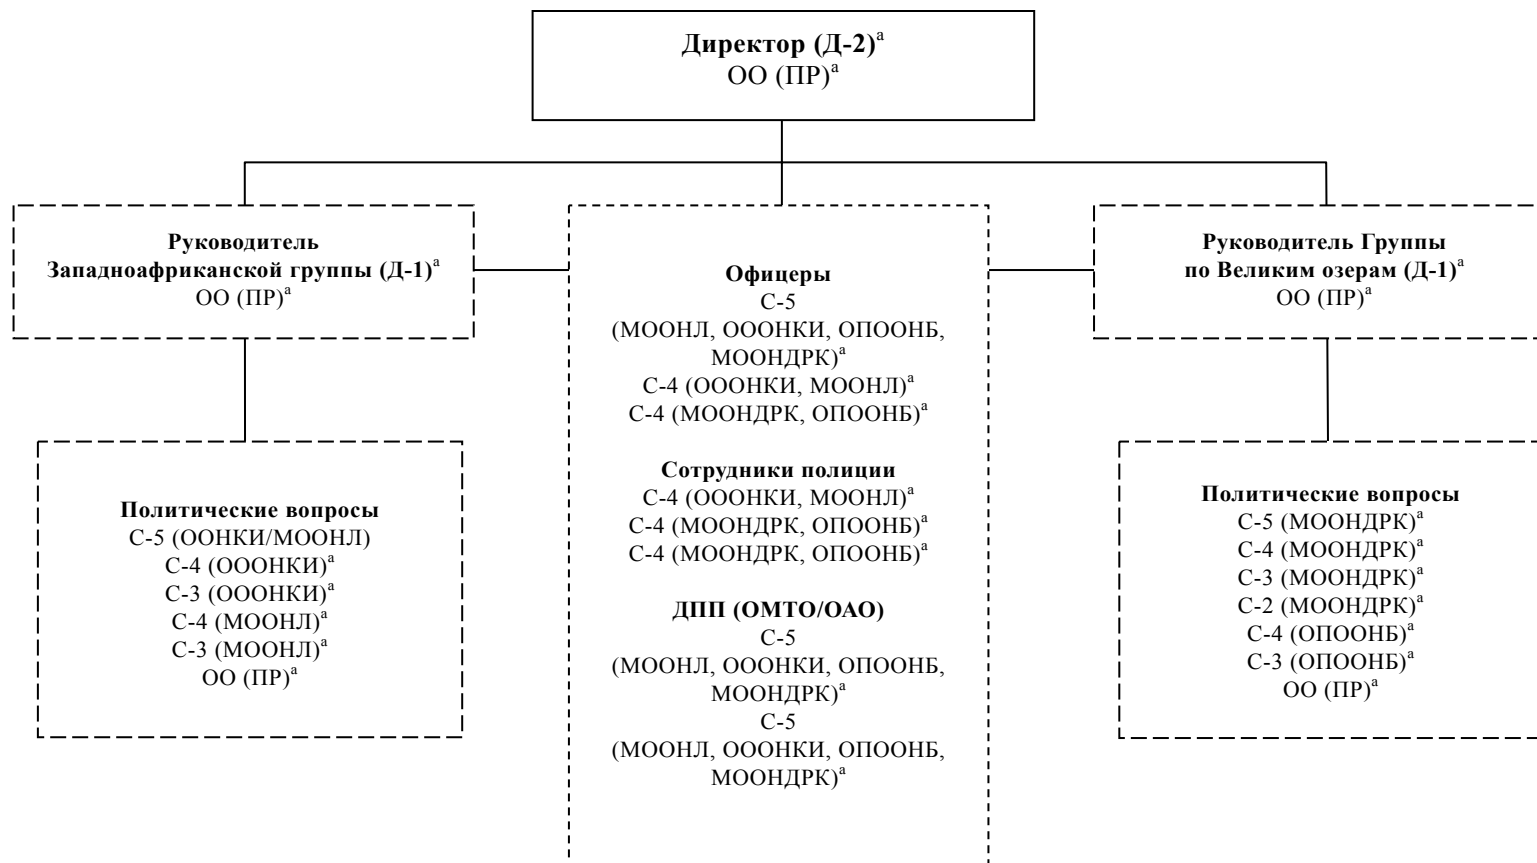 Директор (Д-2)ª
ОО (ПР)ª
Руководитель
Западноафриканской группы (Д-1)ª
ОО (ПР)ª
Политические вопросы
С-5 (ООНКИ/МООНЛ)
С-4 (ОООНКИ)ª
С-3 (ОООНКИ)ª
С-4 (МООНЛ)ª
С-3 (МООНЛ)ª
ОО (ПР)ª
Офицеры
С-5
(МООНЛ, ОООНКИ, ОПООНБ,
МООНДРК)ª
С-4 (ОООНКИ, МООНЛ)ª
С-4 (МООНДРК, ОПООНБ)ª
Сотрудники полиции
С-4 (ОООНКИ, МООНЛ)ª
С-4 (МООНДРК, ОПООНБ)ª
С-4 (МООНДРК, ОПООНБ)ª
ДПП (ОМТО/ОАО)
С-5
(МООНЛ, ОООНКИ, ОПООНБ,
МООНДРК)ª
С-5
(МООНЛ, ОООНКИ, ОПООНБ,
МООНДРК)ª
Руководитель Группы
по Великим озерам (Д-1)ª
ОО (ПР)ª
Политические вопросы
С-5 (МООНДРК)ª
С-4 (МООНДРК)ª
С-3 (МООНДРК)ª
С-2 (МООНДРК)ª
С-4 (ОПООНБ)ª
С-3 (ОПООНБ)ª
ОО (ПР)ª